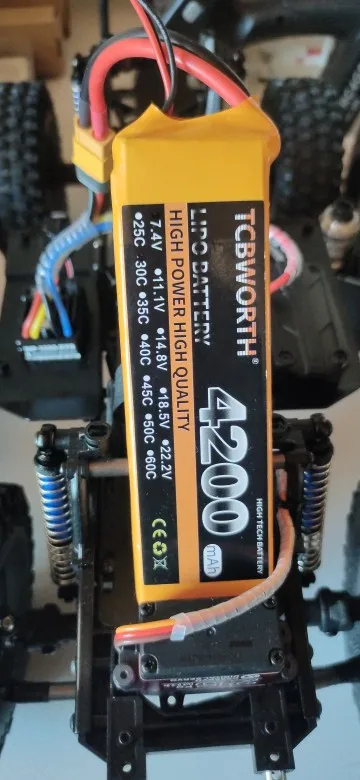 TCBWORTH®
LIPO BATTERY
4200 mAh
HIGH TECH BATTERY
HIGH POWER HIGH QUALITY
7.4V ●11.1V ●14.8V ●18.5V ●22.2V
●25C ●30C ●35C ●40C ●45C ●50C ●60C
CE